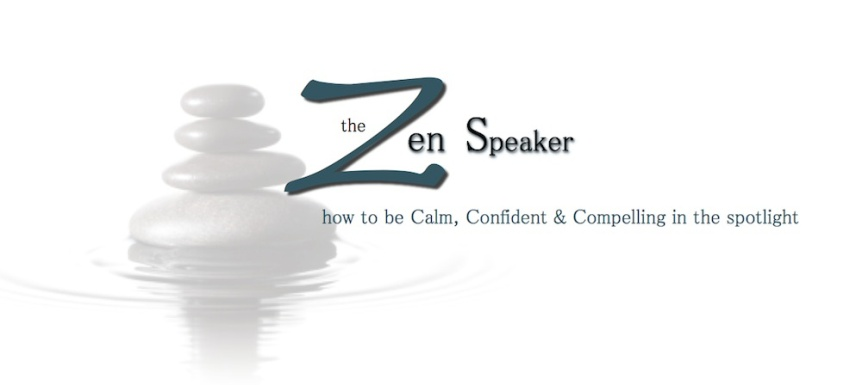 the Zen Speaker
how to be Calm, Confident & Compelling in the spotlight